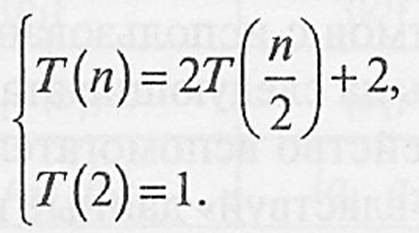 T(n) = 2T(n/2) + 2,
T(2) = 1.